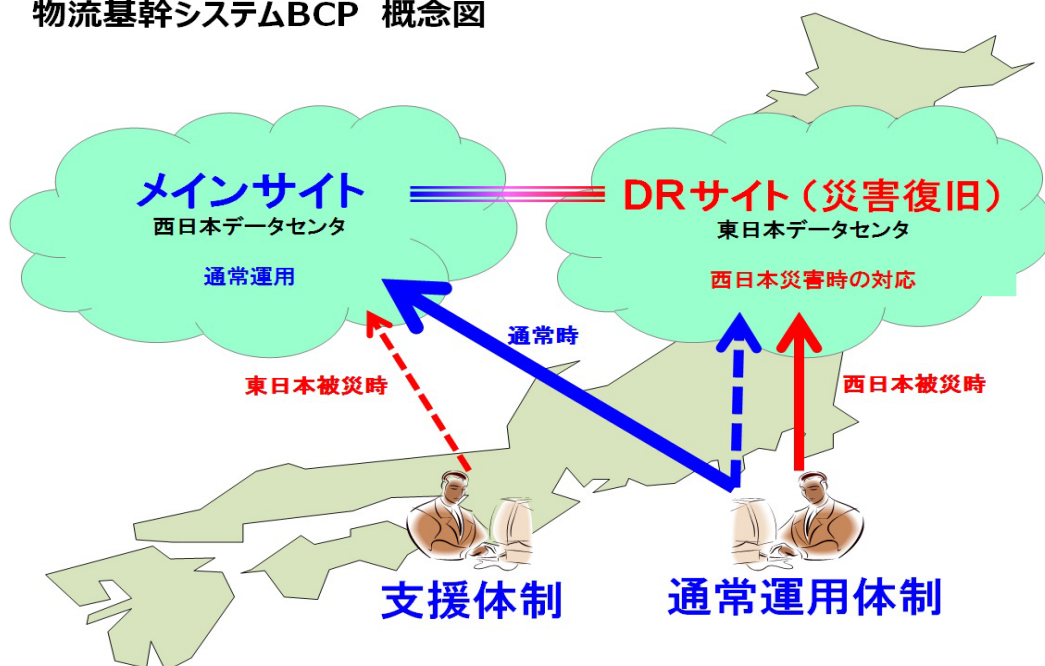 物流基幹システムBCP 概念図
メインサイト
西日本データセンタ
通常運用
DRサイト(災害復旧)
東日本データセンタ
西日本災害時の対応
通常時
東日本被災時
西日本被災時
支援体制
通常運用体制